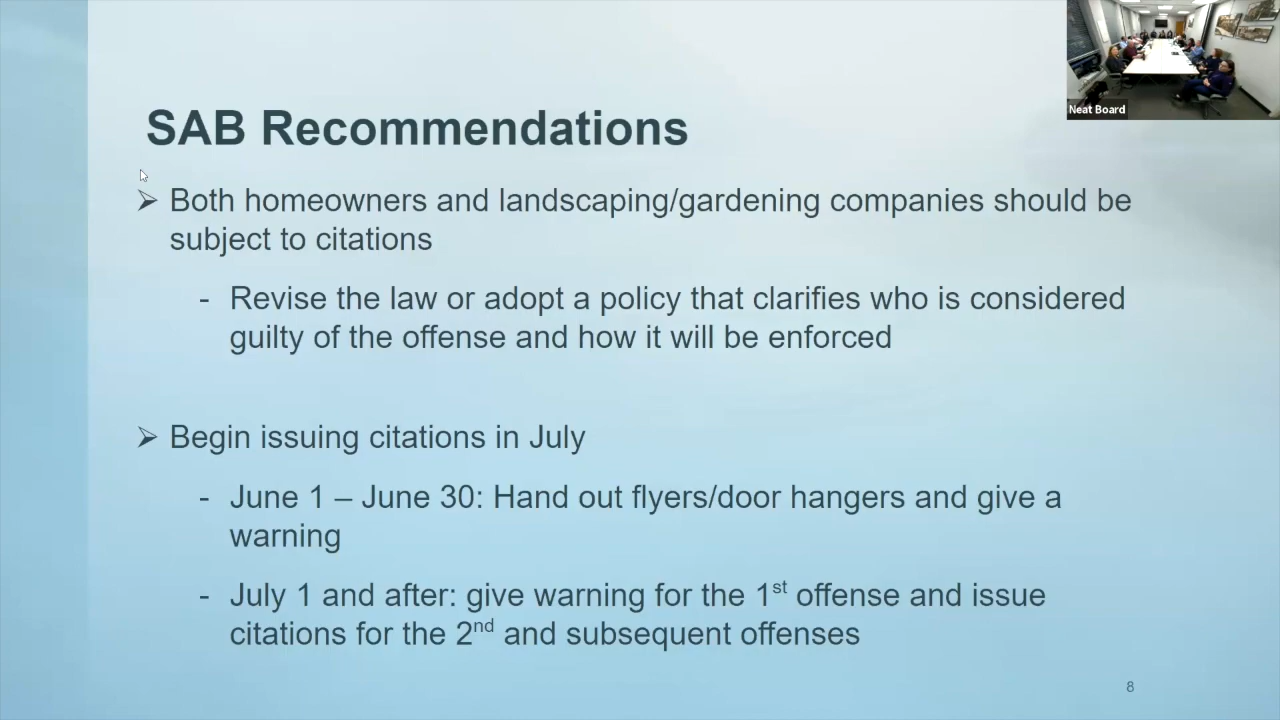 Neat Board
SAB Recommendations
➢ Both homeowners and landscaping/gardening companies should be
subject to citations
- Revise the law or adopt a policy that clarifies who is considered
guilty of the offense and how it will be enforced
➢ Begin issuing citations in July
- June 1 – June 30: Hand out flyers/door hangers and give a
warning
- July 1 and after: give warning for the 1st offense and issue
citations for the 2nd and subsequent offenses
8